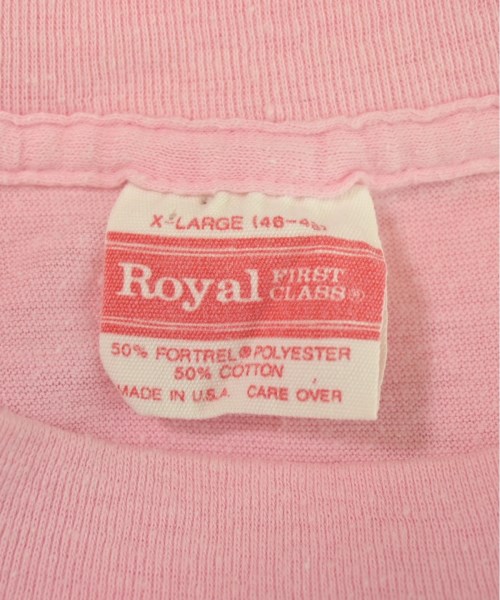 X-LARGE (46-48)
Royal FIRST CLASS®
50% FORTREL® POLYESTER
50% COTTON
MADE IN U.S.A. CARE OVER